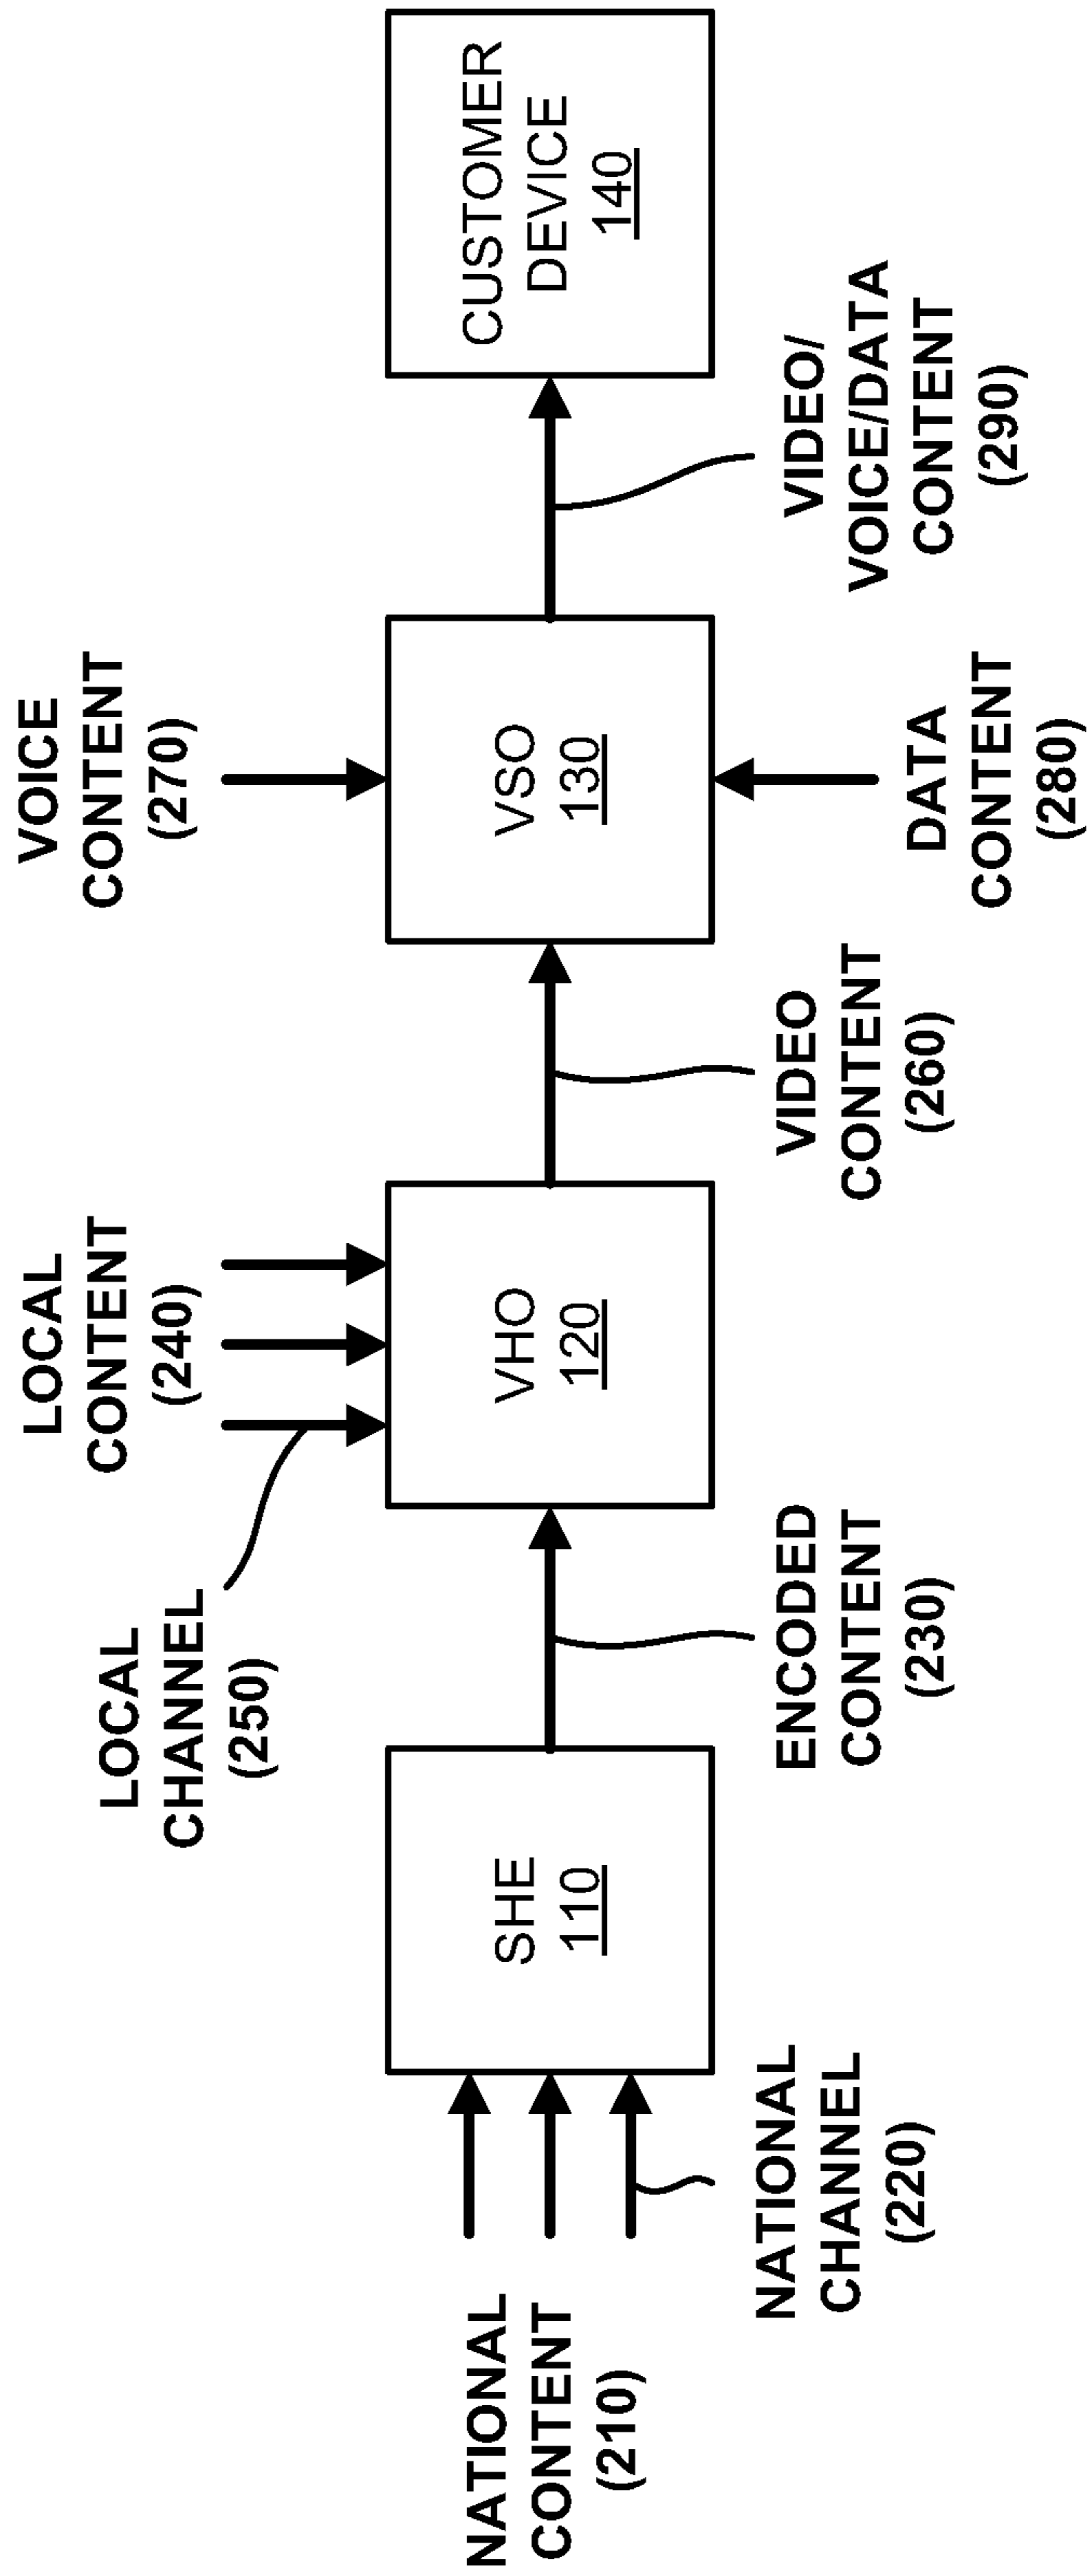 NATIONAL
CONTENT
(210)
NATIONAL
CHANNEL
(220)
SHE
110
ENCODED
CONTENT
(230)
LOCAL
CHANNEL
(250)
LOCAL
CONTENT
(240)
VHO
120
VIDEO
CONTENT
(260)
VOICE
CONTENT
(270)
VSO
130
DATA
CONTENT
(280)
VIDEO/
VOICE/DATA
CONTENT
(290)
CUSTOMER
DEVICE
140